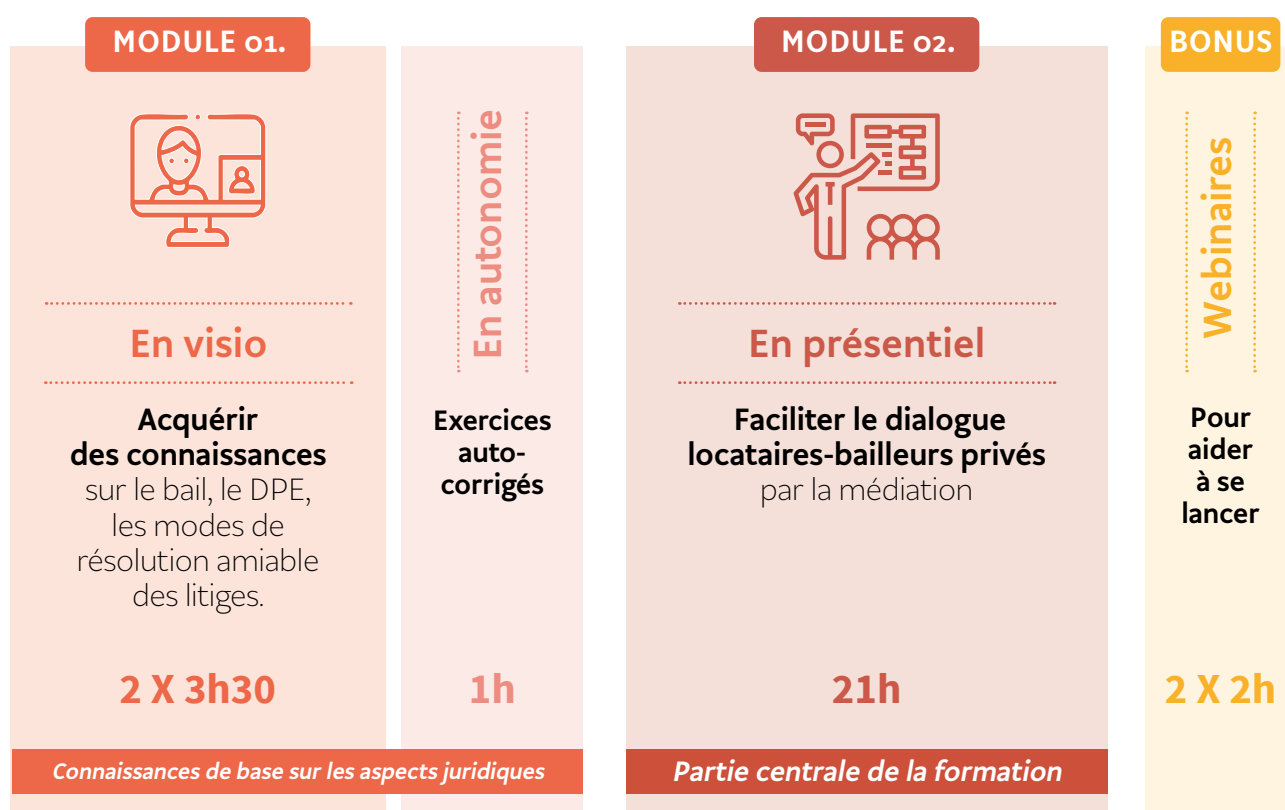 MODULE 01.
En visio
Acquérir
des connaissances
sur le bail, le DPE,
les modes de
résolution amiable
des litiges.
2 X 3h30
En autonomie
Exercices
auto-
corrigés
1h
Connaissances de base sur les aspects juridiques
MODULE 02.
En présentiel
Faciliter le dialogue
locataires-bailleurs privés
par la médiation
21h
Partie centrale de la formation
BONUS
Webinaires
Pour
aider
à se
lancer
2 X 2h